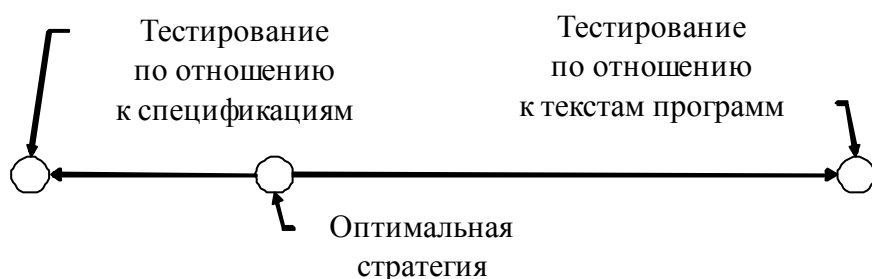 Тестирование
по отношению
к спецификациям
Тестирование
по отношению
к текстам программ
Оптимальная
стратегия